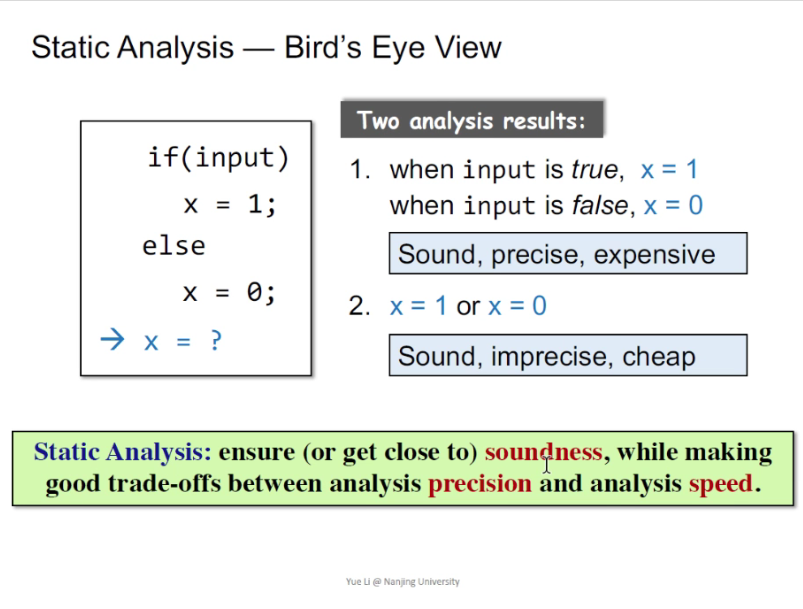 Static Analysis — Bird's Eye View
if(input)
x = 1;
else
x = 0;
→ x = ?
Two analysis results:
1. when input is true, x = 1
when input is false, x = 0
Sound, precise, expensive
2. x = 1 or x = 0
Sound, imprecise, cheap
Static Analysis: ensure (or get close to) soundness, while making
good trade-offs between analysis precision and analysis speed.
Yue Li @ Nanjing University